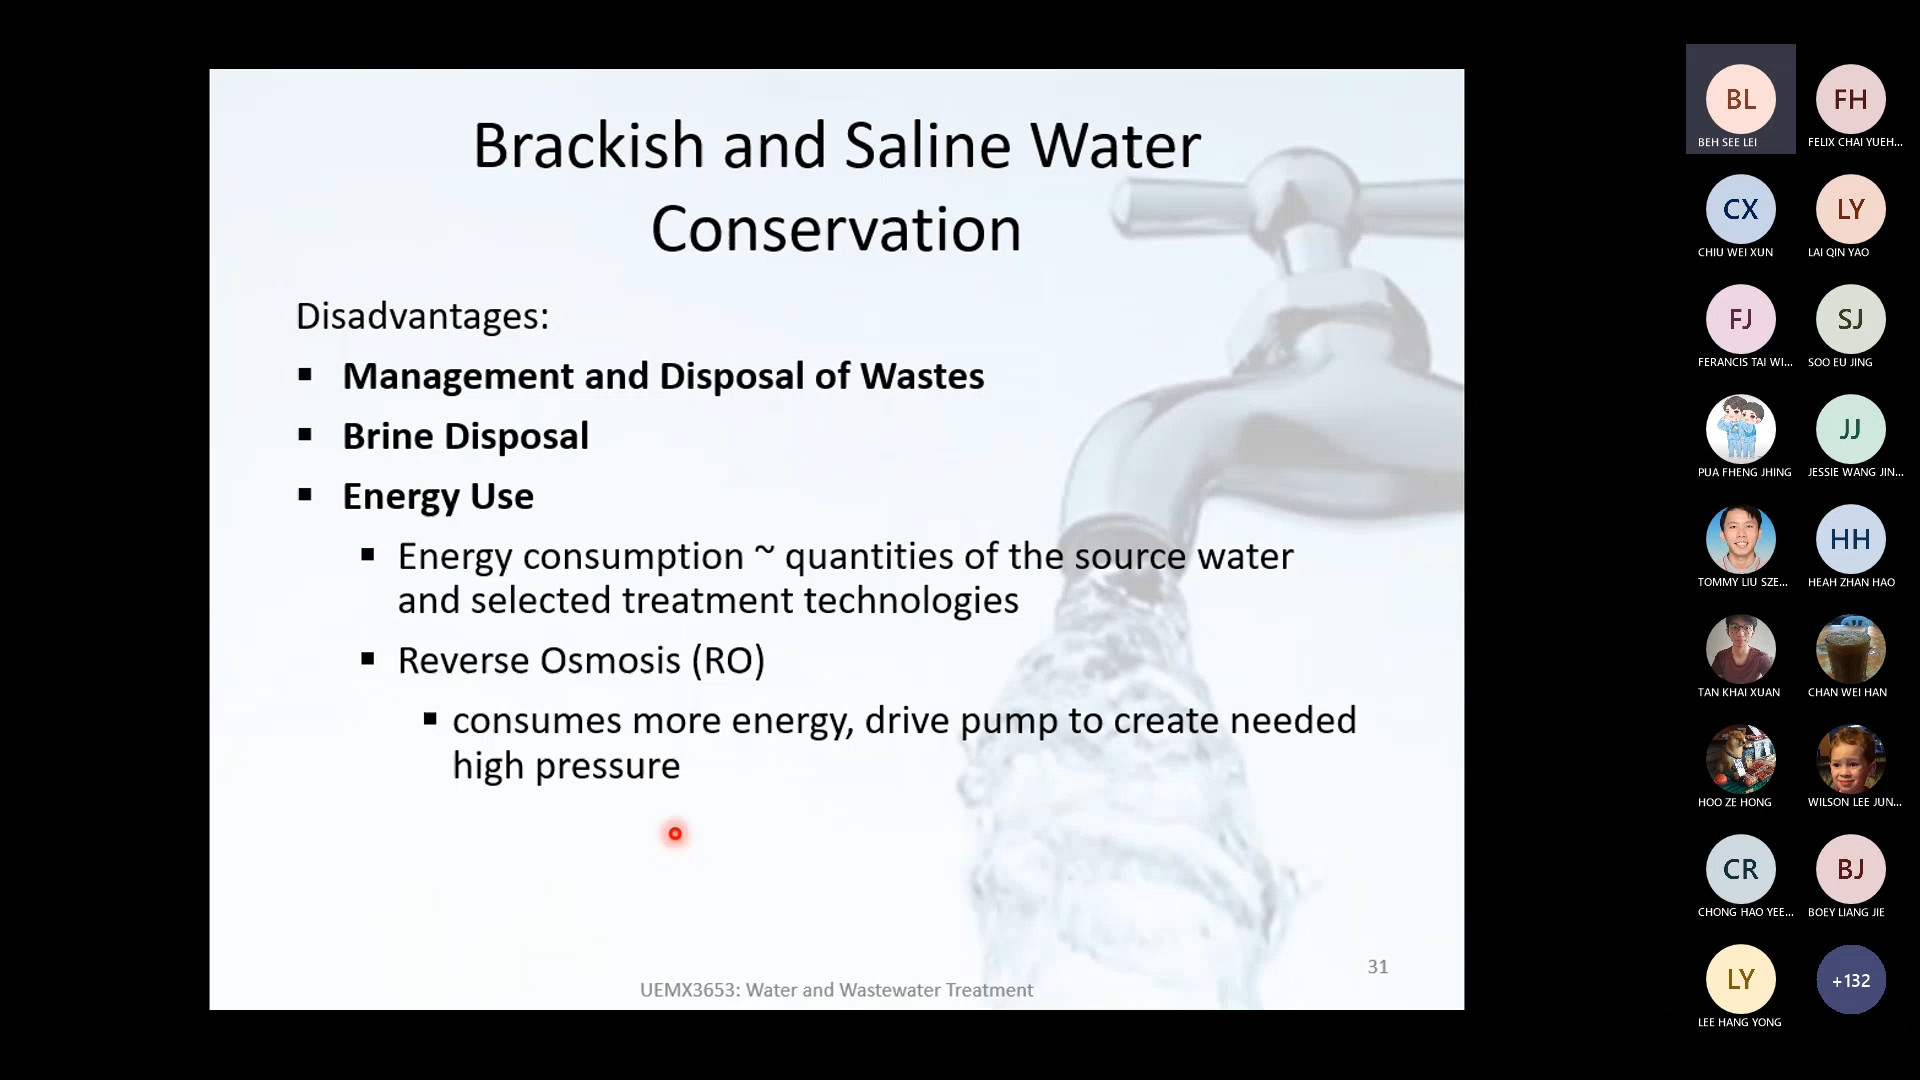 Brackish and Saline Water
Conservation
Disadvantages:
▪ Management and Disposal of Wastes
▪ Brine Disposal
▪ Energy Use
▪ Energy consumption ~ quantities of the source water
and selected treatment technologies
▪ Reverse Osmosis (RO)
▪ consumes more energy, drive pump to create needed
high pressure
31
UEMX3653: Water and Wastewater Treatment
BL
BEH SEE LEI
FH
FELIX CHAI YUEH...
CX
CHIU WEI XUN
LY
LAI QIN YAO
FJ
FERANCIS TAI WI...
SJ
SOO EU JING
PUA FHENG JHING
JJ
JESSIE WANG JIN...
TOMMY LIU SZE...
HH
HEAH ZHAN HAO
TAN KHAI XUAN
CHAN WEI HAN
HOO ZE HONG
WILSON LEE JUN...
CR
CHONG HAO YEE...
BJ
BOEY LIANG JIE
LY
LEE HANG YONG
+132